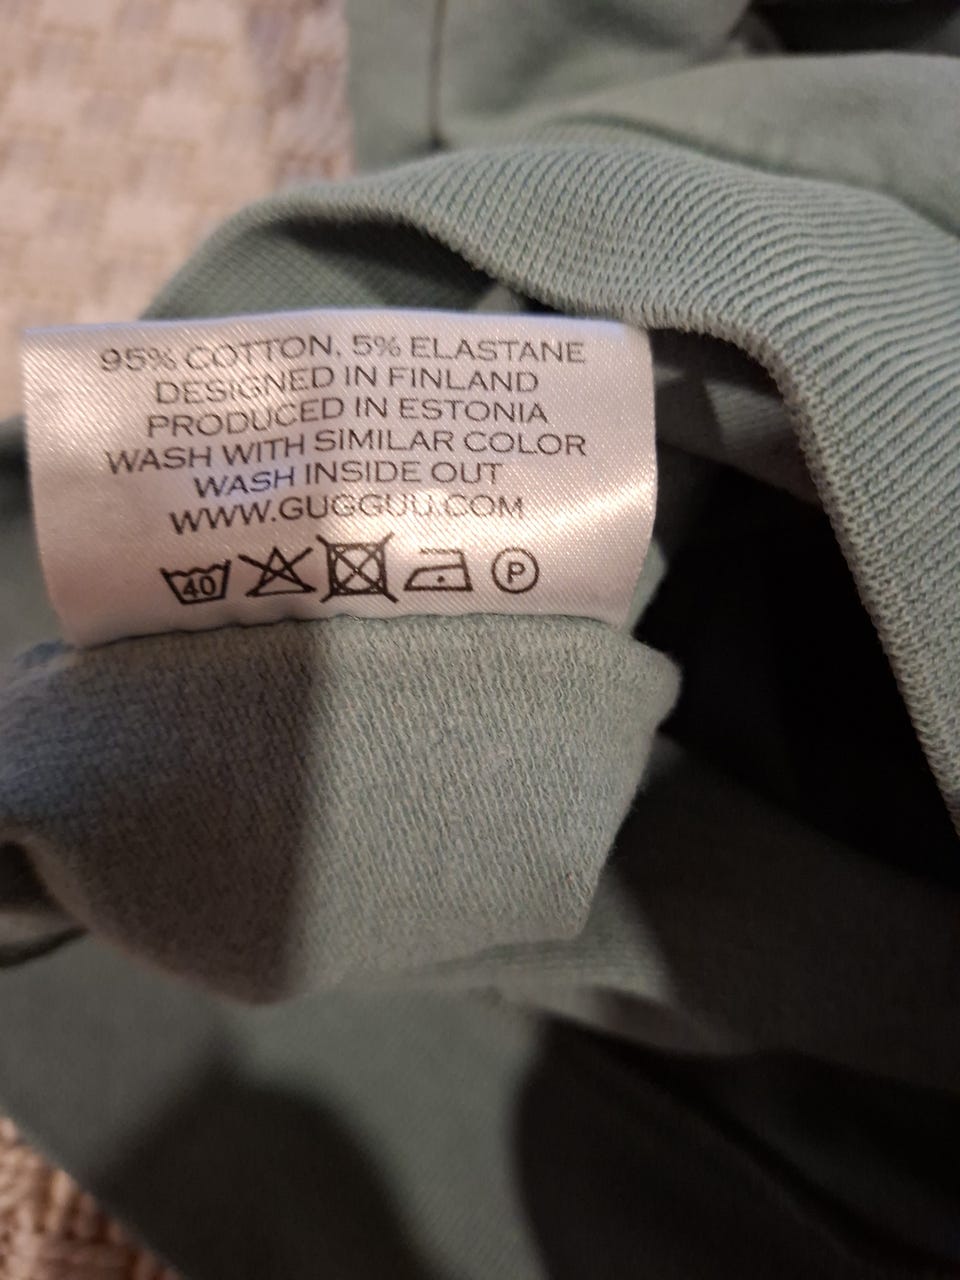 95% COTTON, 5% ELASTANE
DESIGNED IN FINLAND
PRODUCED IN ESTONIA
WASH WITH SIMILAR COLOR
WASH INSIDE OUT
WWW.GUGGUU.COM
40 P